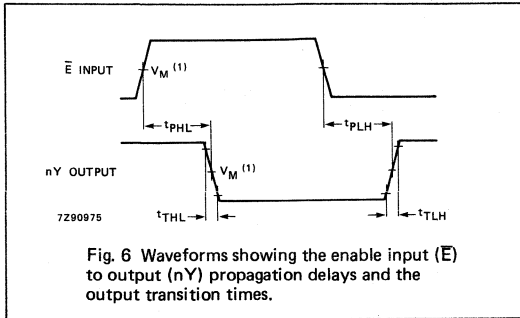 E̅ INPUT
V_M (1)
t_PHL
t_PLH
nY OUTPUT
V_M (1)
7Z90975
t_THL
t_TLH
Fig. 6 Waveforms showing the enable input (E̅)
to output (nY) propagation delays and the
output transition times.